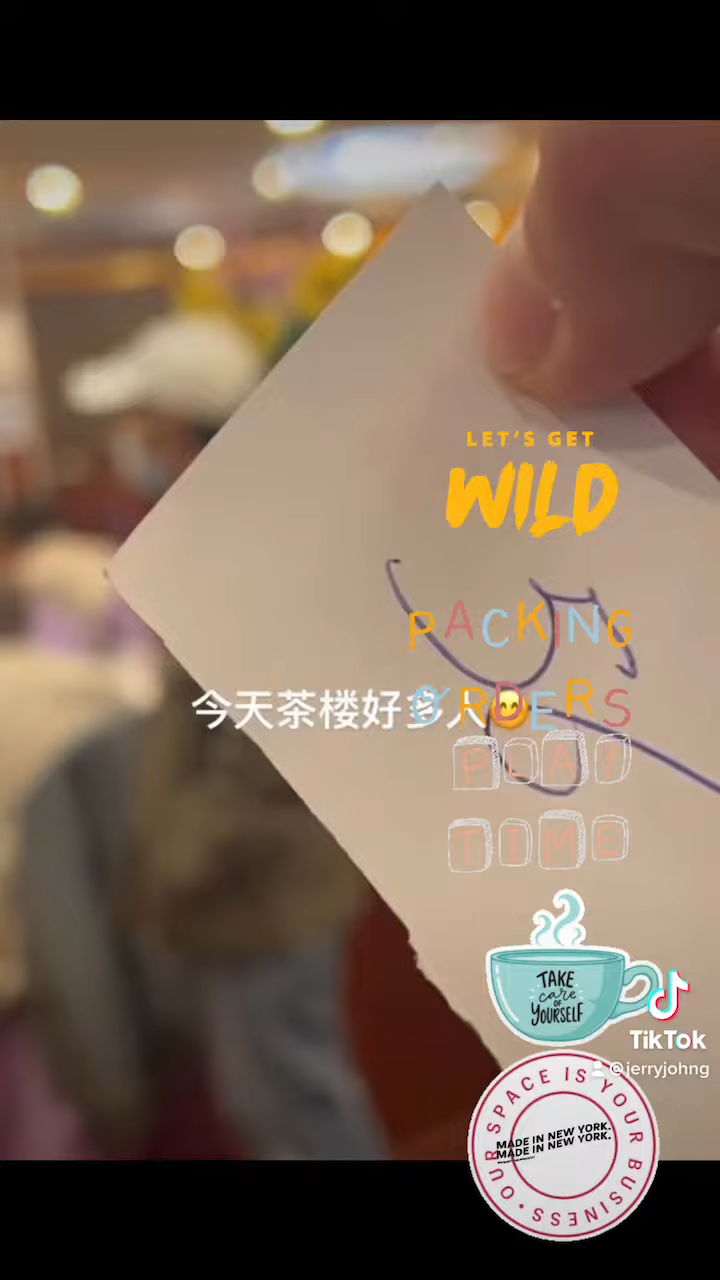 LET'S GET
WILD
PACKING
ORDERS
今天茶楼好多人😊
PLAY
TIME
TAKE
care
OF
YOURSELF
TikTok
@jerryjohng
OUR SPACE IS YOUR BUSINESS •
MADE IN NEW YORK.
MADE IN NEW YORK.